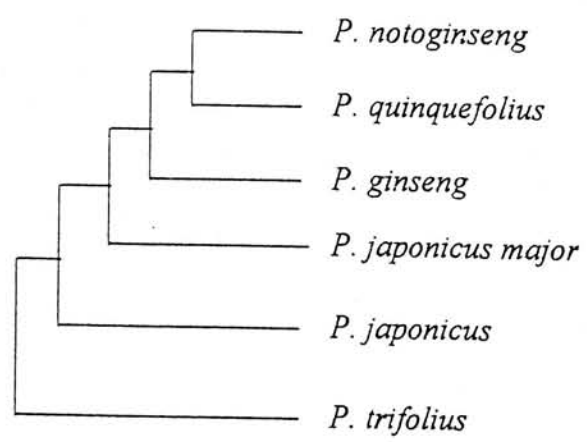 P. notoginseng
P. quinquefolius
P. ginseng
P. japonicus major
P. japonicus
P. trifolius